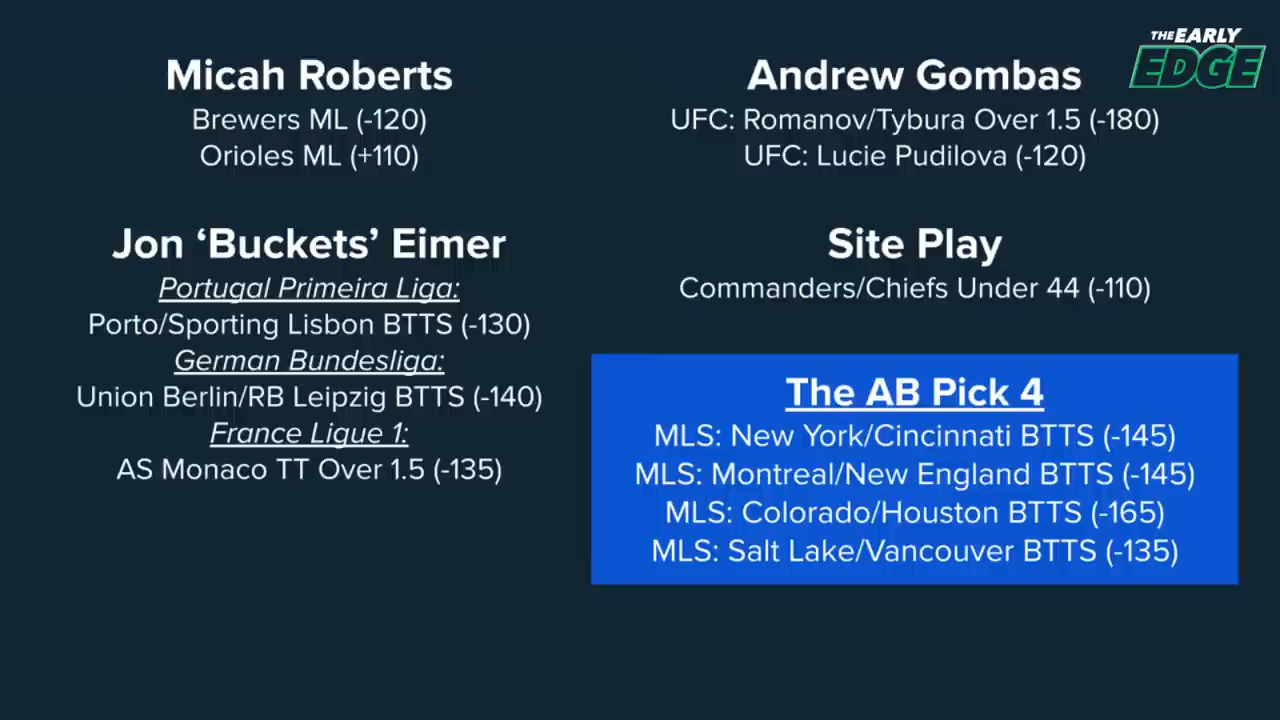 THE EARLY
EDGE
Micah Roberts
Brewers ML (-120)
Orioles ML (+110)
Andrew Gombas
UFC: Romanov/Tybura Over 1.5 (-180)
UFC: Lucie Pudilova (-120)
Jon ‘Buckets’ Eimer
Portugal Primeira Liga:
Porto/Sporting Lisbon BTTS (-130)
German Bundesliga:
Union Berlin/RB Leipzig BTTS (-140)
France Ligue 1:
AS Monaco TT Over 1.5 (-135)
Site Play
Commanders/Chiefs Under 44 (-110)
The AB Pick 4
MLS: New York/Cincinnati BTTS (-145)
MLS: Montreal/New England BTTS (-145)
MLS: Colorado/Houston BTTS (-165)
MLS: Salt Lake/Vancouver BTTS (-135)